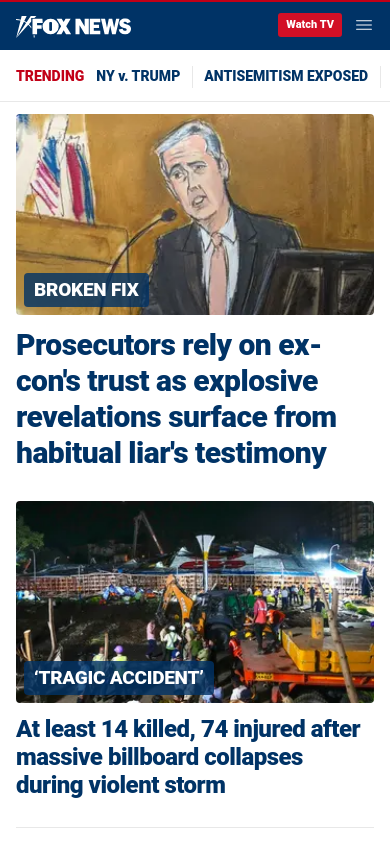 FOX NEWS
Watch TV
TRENDING NY v. TRUMP ANTISEMITISM EXPOSED
BROKEN FIX
Prosecutors rely on ex-
con's trust as explosive
revelations surface from
habitual liar's testimony
‘TRAGIC ACCIDENT’
At least 14 killed, 74 injured after
massive billboard collapses
during violent storm